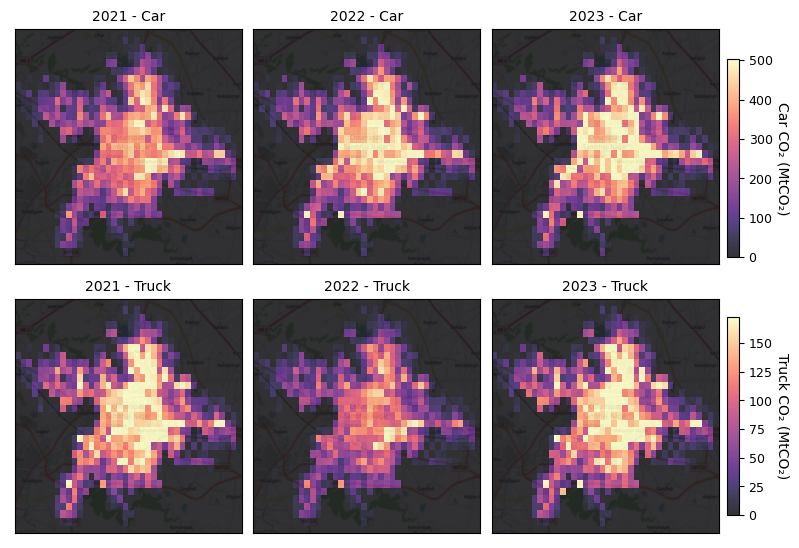 2021 - Car
2022 - Car
2023 - Car
500
400
300
200
100
0
Car CO₂ (MtCO₂)
2021 - Truck
2022 - Truck
2023 - Truck
150
125
100
75
50
25
0
Truck CO₂ (MtCO₂)